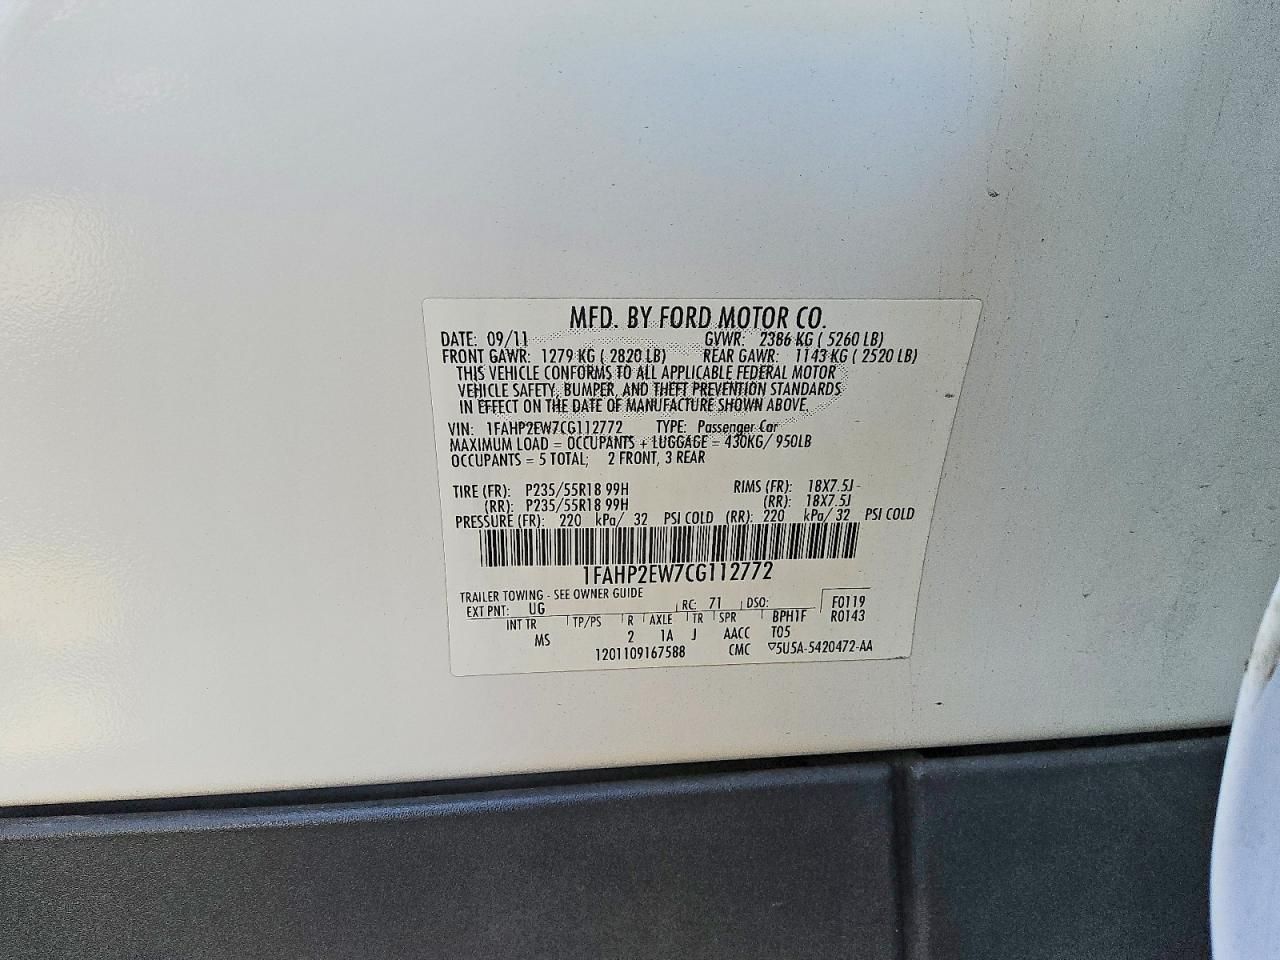 MFD. BY FORD MOTOR CO.
DATE: 09/11 GVWR: 2386 KG ( 5260 LB)
FRONT GAWR: 1279 KG ( 2820 LB) REAR GAWR: 1143 KG ( 2520 LB)
THIS VEHICLE CONFORMS TO ALL APPLICABLE FEDERAL MOTOR
VEHICLE SAFETY, BUMPER, AND THEFT PREVENTION STANDARDS
IN EFFECT ON THE DATE OF MANUFACTURE SHOWN ABOVE.
VIN: 1FAHP2EW7CG112772 TYPE: Passenger Car
MAXIMUM LOAD = OCCUPANTS + LUGGAGE = 430KG/ 950LB
OCCUPANTS = 5 TOTAL; 2 FRONT, 3 REAR
TIRE (FR): P235/55R18 99H RIMS (FR): 18X7.5J
(RR): P235/55R18 99H (RR): 18X7.5J
PRESSURE (FR): 220 kPa/ 32 PSI COLD (RR): 220 kPa/ 32 PSI COLD
1FAHP2EW7CG112772
TRAILER TOWING - SEE OWNER GUIDE
EXT PNT: UG RC: 71 DSO: F0119
INT TR TP/PS R AXLE TR SPR BPH1F R0143
MS 2 1A J AACC T05
1201109167588 CMC ▽5U5A-5420472-AA